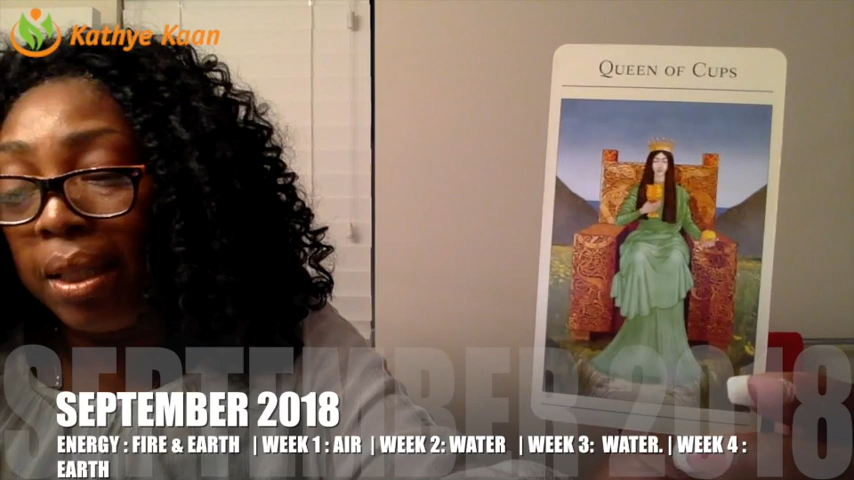 Kathye Kaan
QUEEN OF CUPS
SEPTEMBER 2018
SEPTEMBER 2018
ENERGY : FIRE & EARTH | WEEK 1 : AIR | WEEK 2: WATER | WEEK 3: WATER. | WEEK 4 :
EARTH